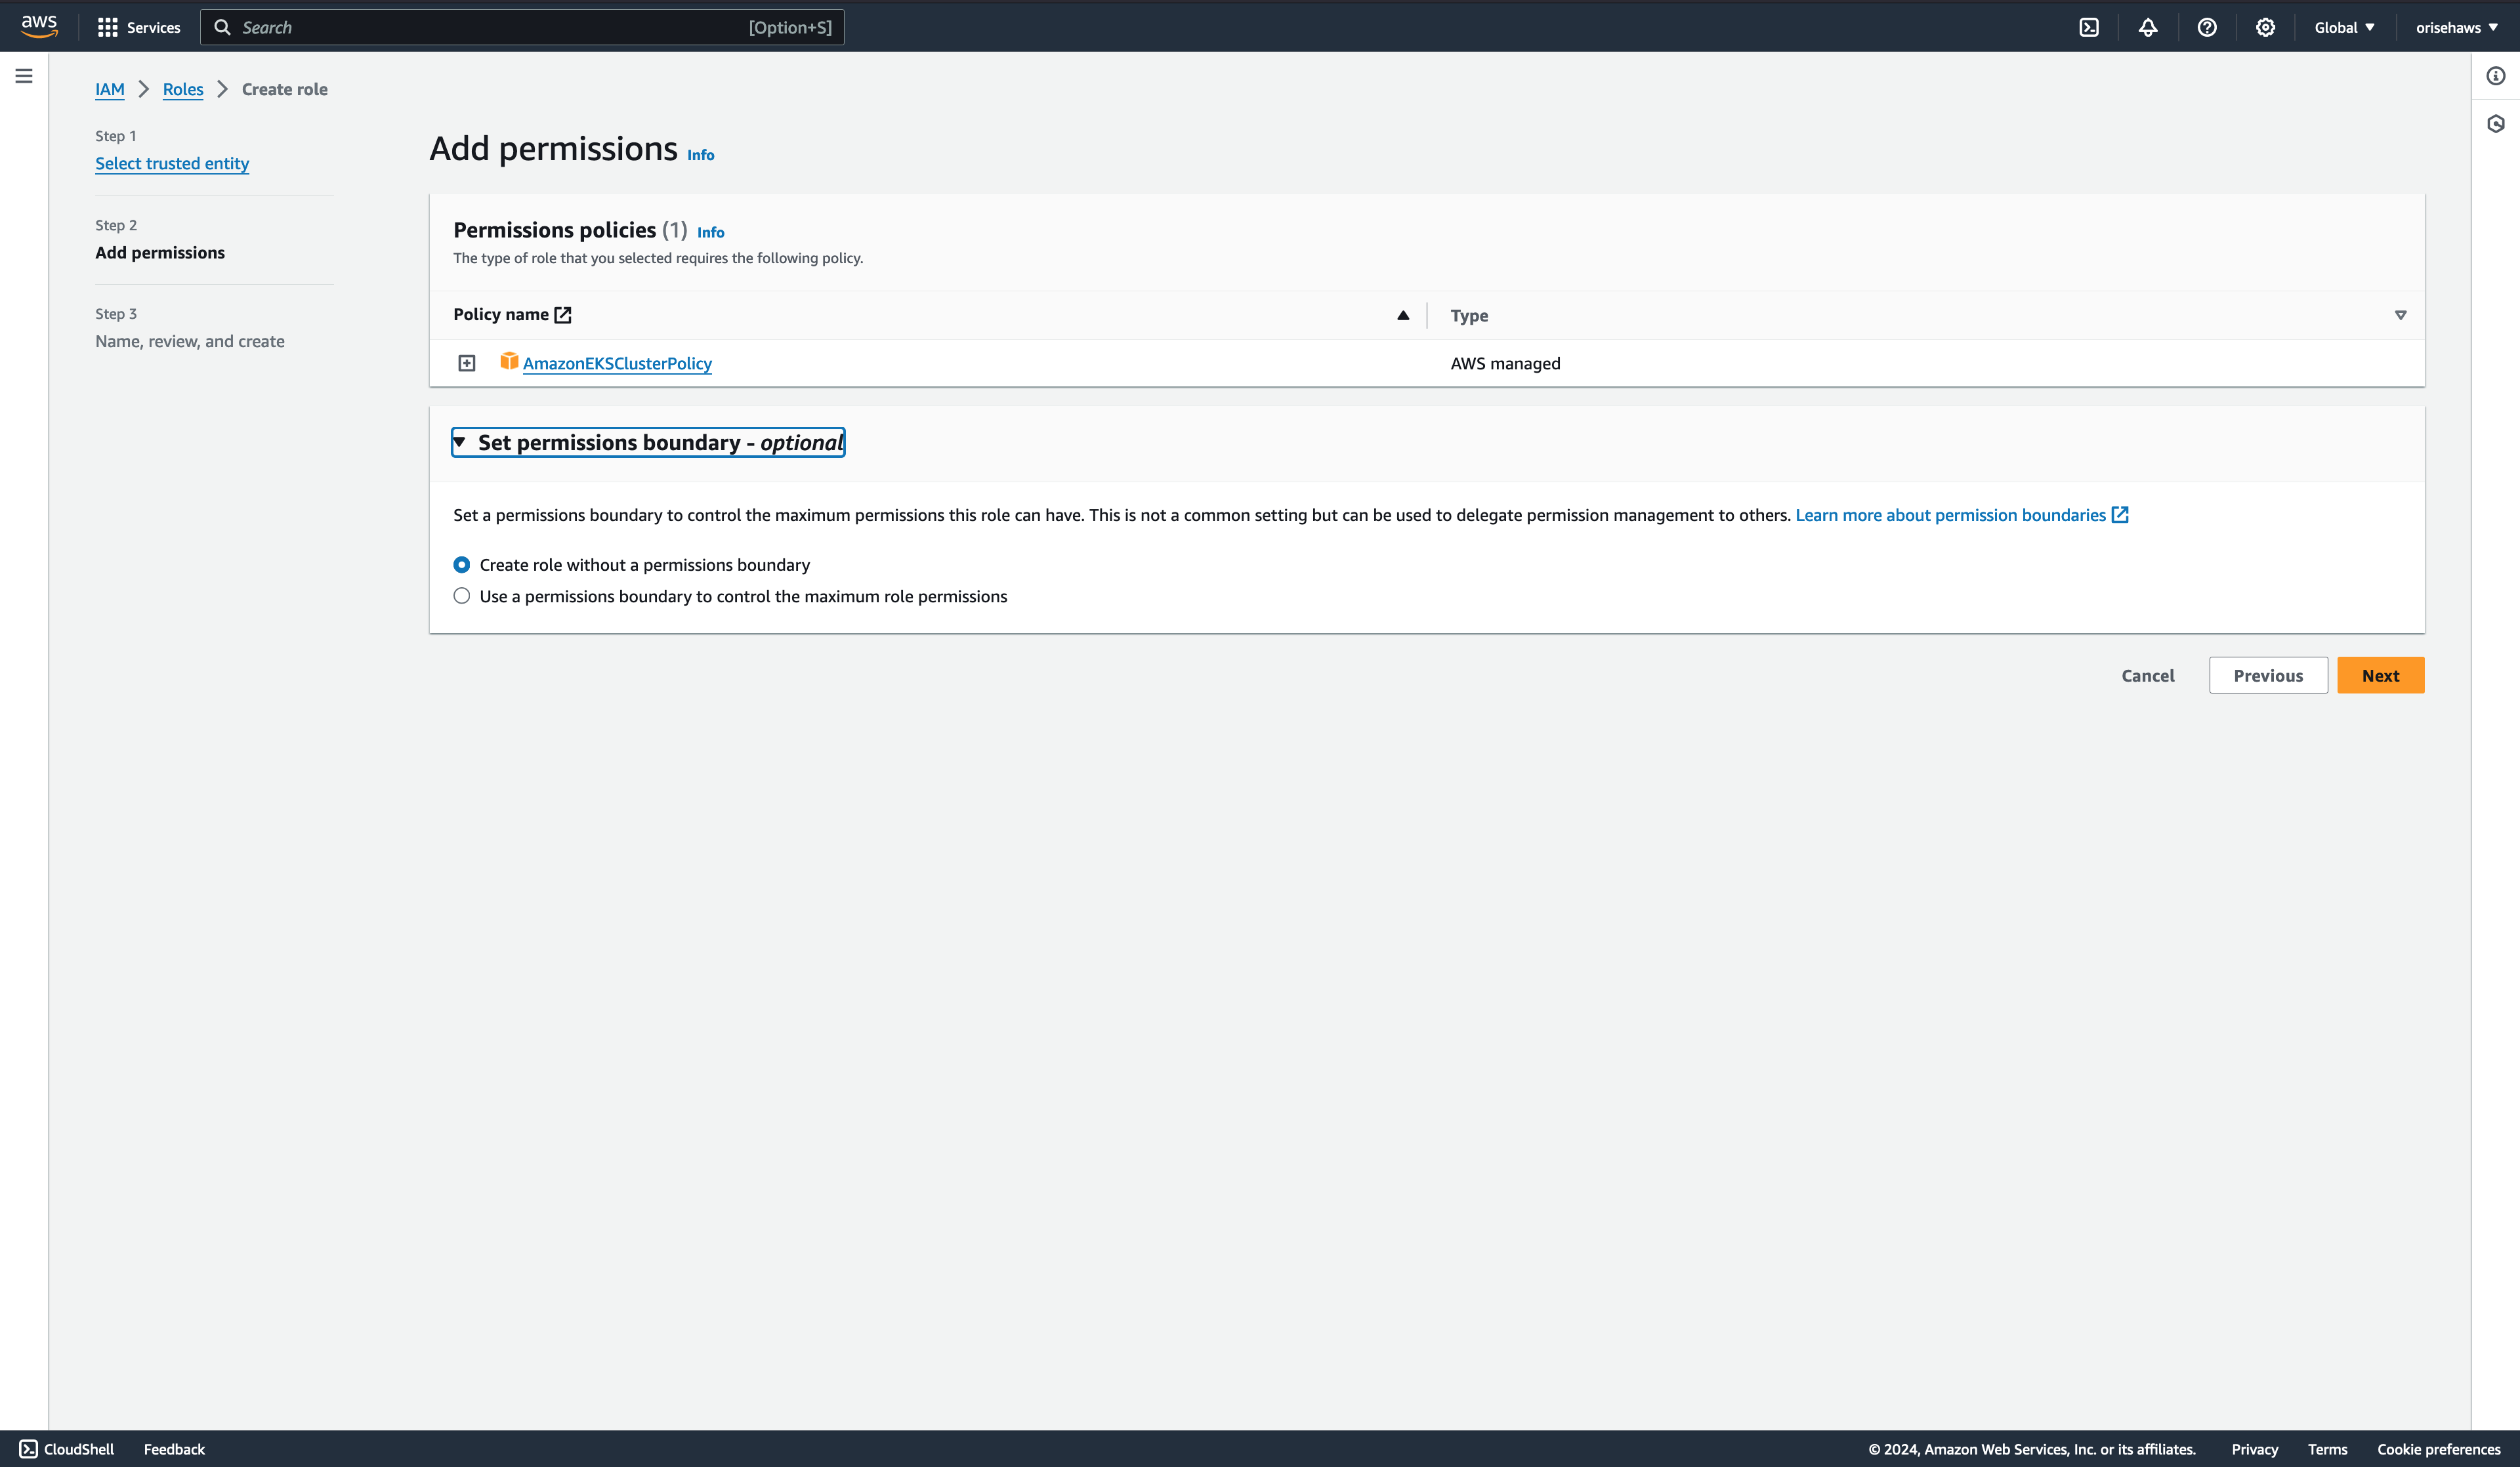 aws
Services
Search
[Option+S]
Global
orisehaws
IAM
Roles
Create role
Step 1
Select trusted entity
Step 2
Add permissions
Step 3
Name, review, and create
Add permissions Info
Permissions policies (1) Info
The type of role that you selected requires the following policy.
Policy name
Type
AmazonEKSClusterPolicy
AWS managed
Set permissions boundary - optional
Set a permissions boundary to control the maximum permissions this role can have. This is not a common setting but can be used to delegate permission management to others. Learn more about permission boundaries
Create role without a permissions boundary
Use a permissions boundary to control the maximum role permissions
Cancel
Previous
Next
CloudShell
Feedback
© 2024, Amazon Web Services, Inc. or its affiliates.
Privacy
Terms
Cookie preferences